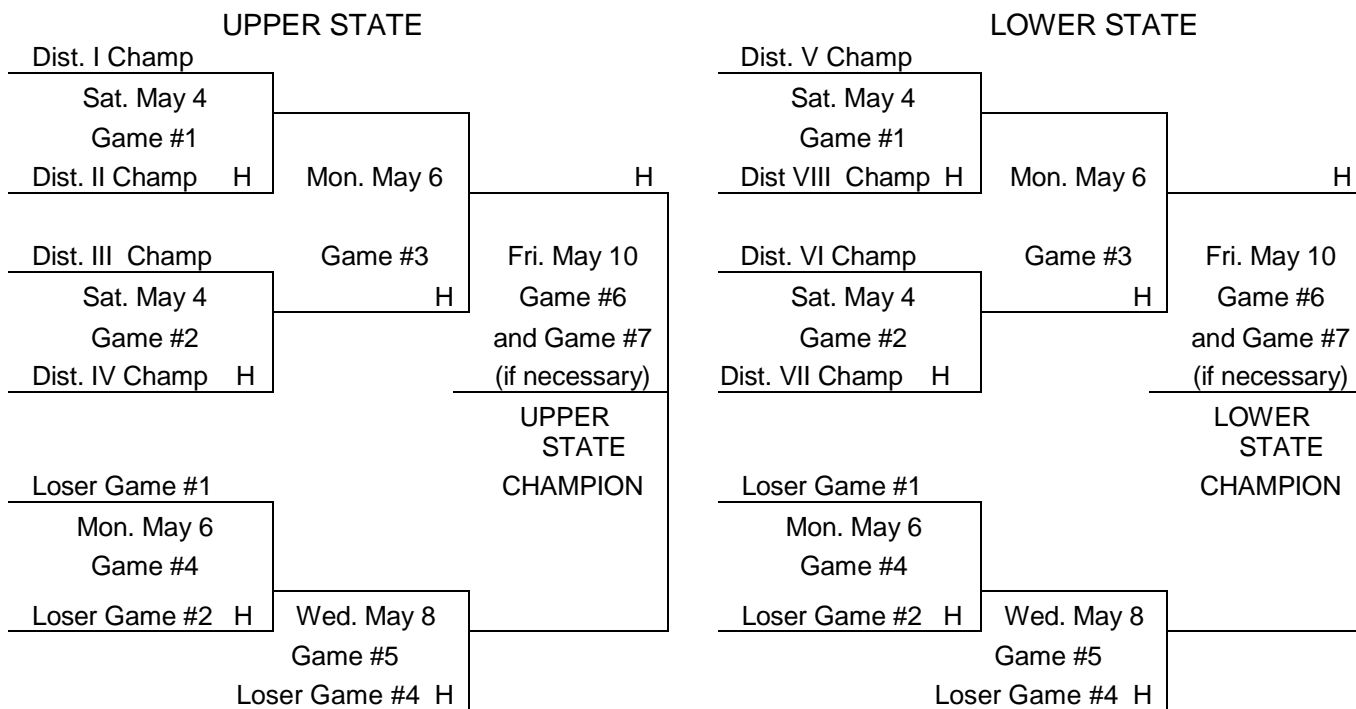 UPPER STATE
Dist. I Champ
Sat. May 4
Game #1
Dist. II Champ H
Mon. May 6
H
Dist. III  Champ
Game #3
Fri. May 10
Sat. May 4
H
Game #6
Game #2
and Game #7
Dist. IV Champ H
(if necessary)
UPPER
STATE
Loser Game #1
CHAMPION
Mon. May 6
Game #4
Loser Game #2 H
Wed. May 8
Game #5
Loser Game #4 H
LOWER STATE
Dist. V Champ
Sat. May 4
Game #1
Dist VIII  Champ H
Mon. May 6
H
Dist. VI Champ
Game #3
Fri. May 10
Sat. May 4
H
Game #6
Game #2
and Game #7
Dist. VII Champ H
(if necessary)
LOWER
STATE
Loser Game #1
CHAMPION
Mon. May 6
Game #4
Loser Game #2 H
Wed. May 8
Game #5
Loser Game #4 H